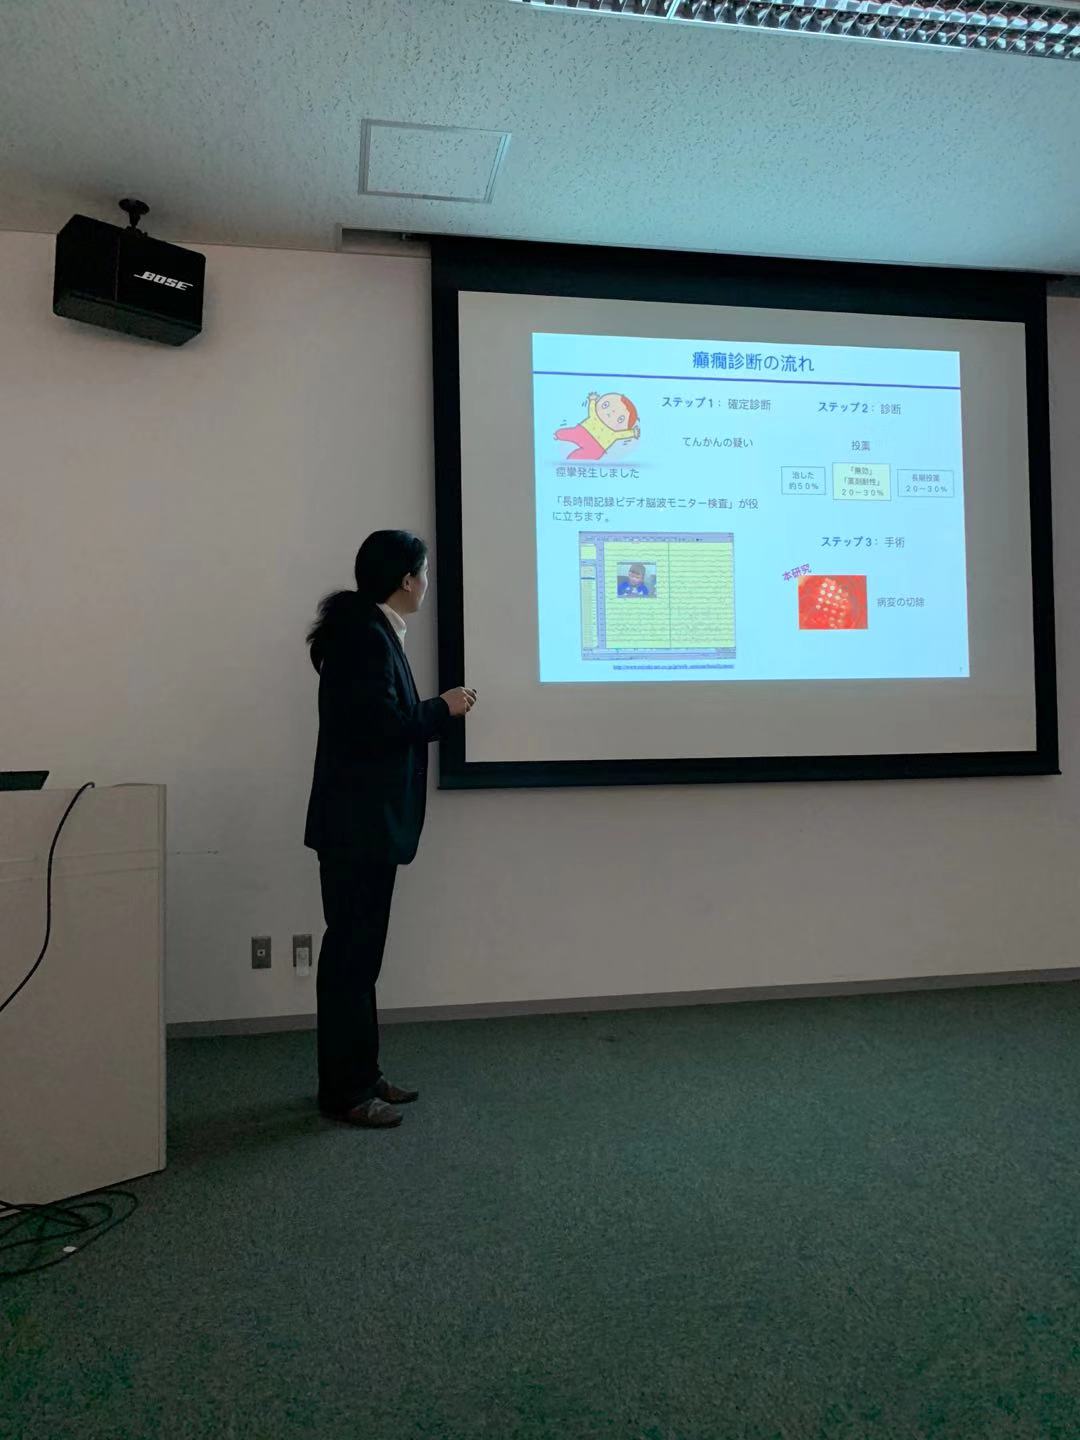 BOSE
癲癇診断の流れ
ステップ1： 確定診断
てんかんの疑い
痙攣発生しました
「長時間記録ビデオ脳波モニター検査」が役
に立ちます。
ステップ2： 診断
投薬
治した
約50%
「無効」
「薬剤耐性」
20－30%
長期投薬
20－30%
ステップ3： 手術
本研究
病変の切除